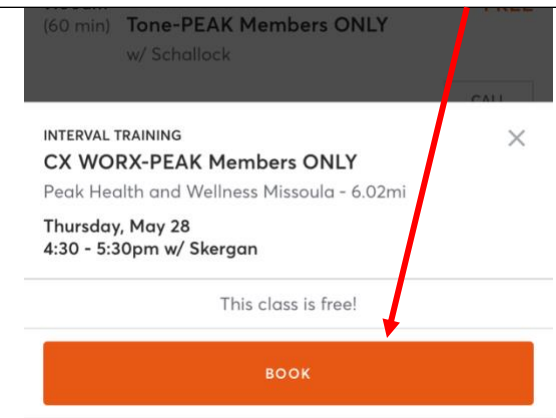 (60 min) Tone-PEAK Members ONLY
w/ Schallock
INTERVAL TRAINING
CX WORX-PEAK Members ONLY
Peak Health and Wellness Missoula - 6.02mi
Thursday, May 28
4:30 - 5:30pm w/ Skergan
This class is free!
BOOK